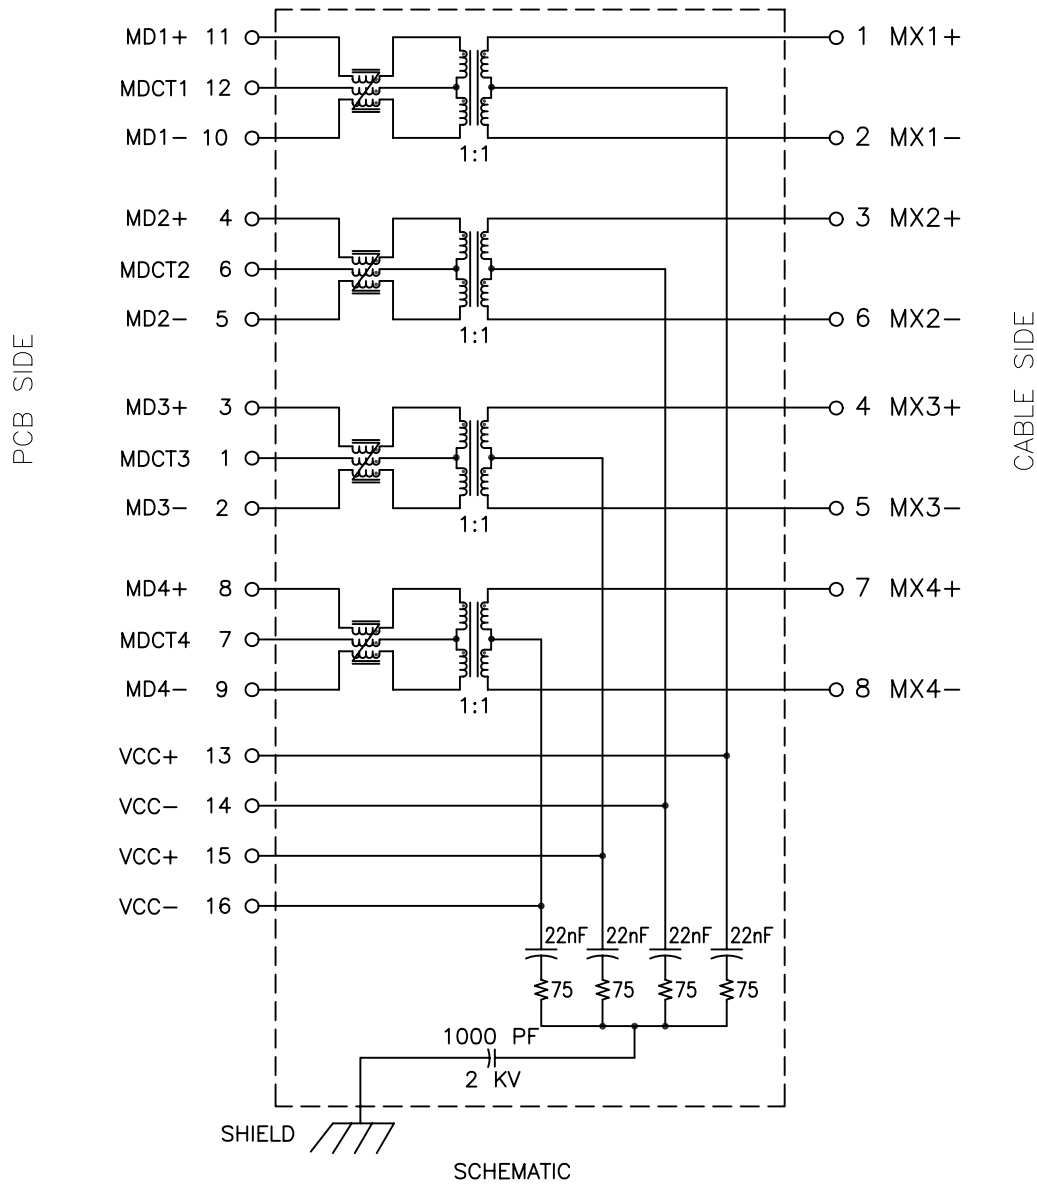 MD1+ 11
1 MX1+
MDCT1 12
MD1- 10
2 MX1-
1:1
MD2+ 4
3 MX2+
MDCT2 6
MD2- 5
6 MX2-
1:1
PCB SIDE
CABLE SIDE
MD3+ 3
4 MX3+
MDCT3 1
MD3- 2
5 MX3-
1:1
MD4+ 8
7 MX4+
MDCT4 7
MD4- 9
8 MX4-
1:1
VCC+ 13
VCC- 14
VCC+ 15
VCC- 16
22nF 22nF 22nF 22nF
75 75 75 75
1000 PF
2 KV
SHIELD
SCHEMATIC